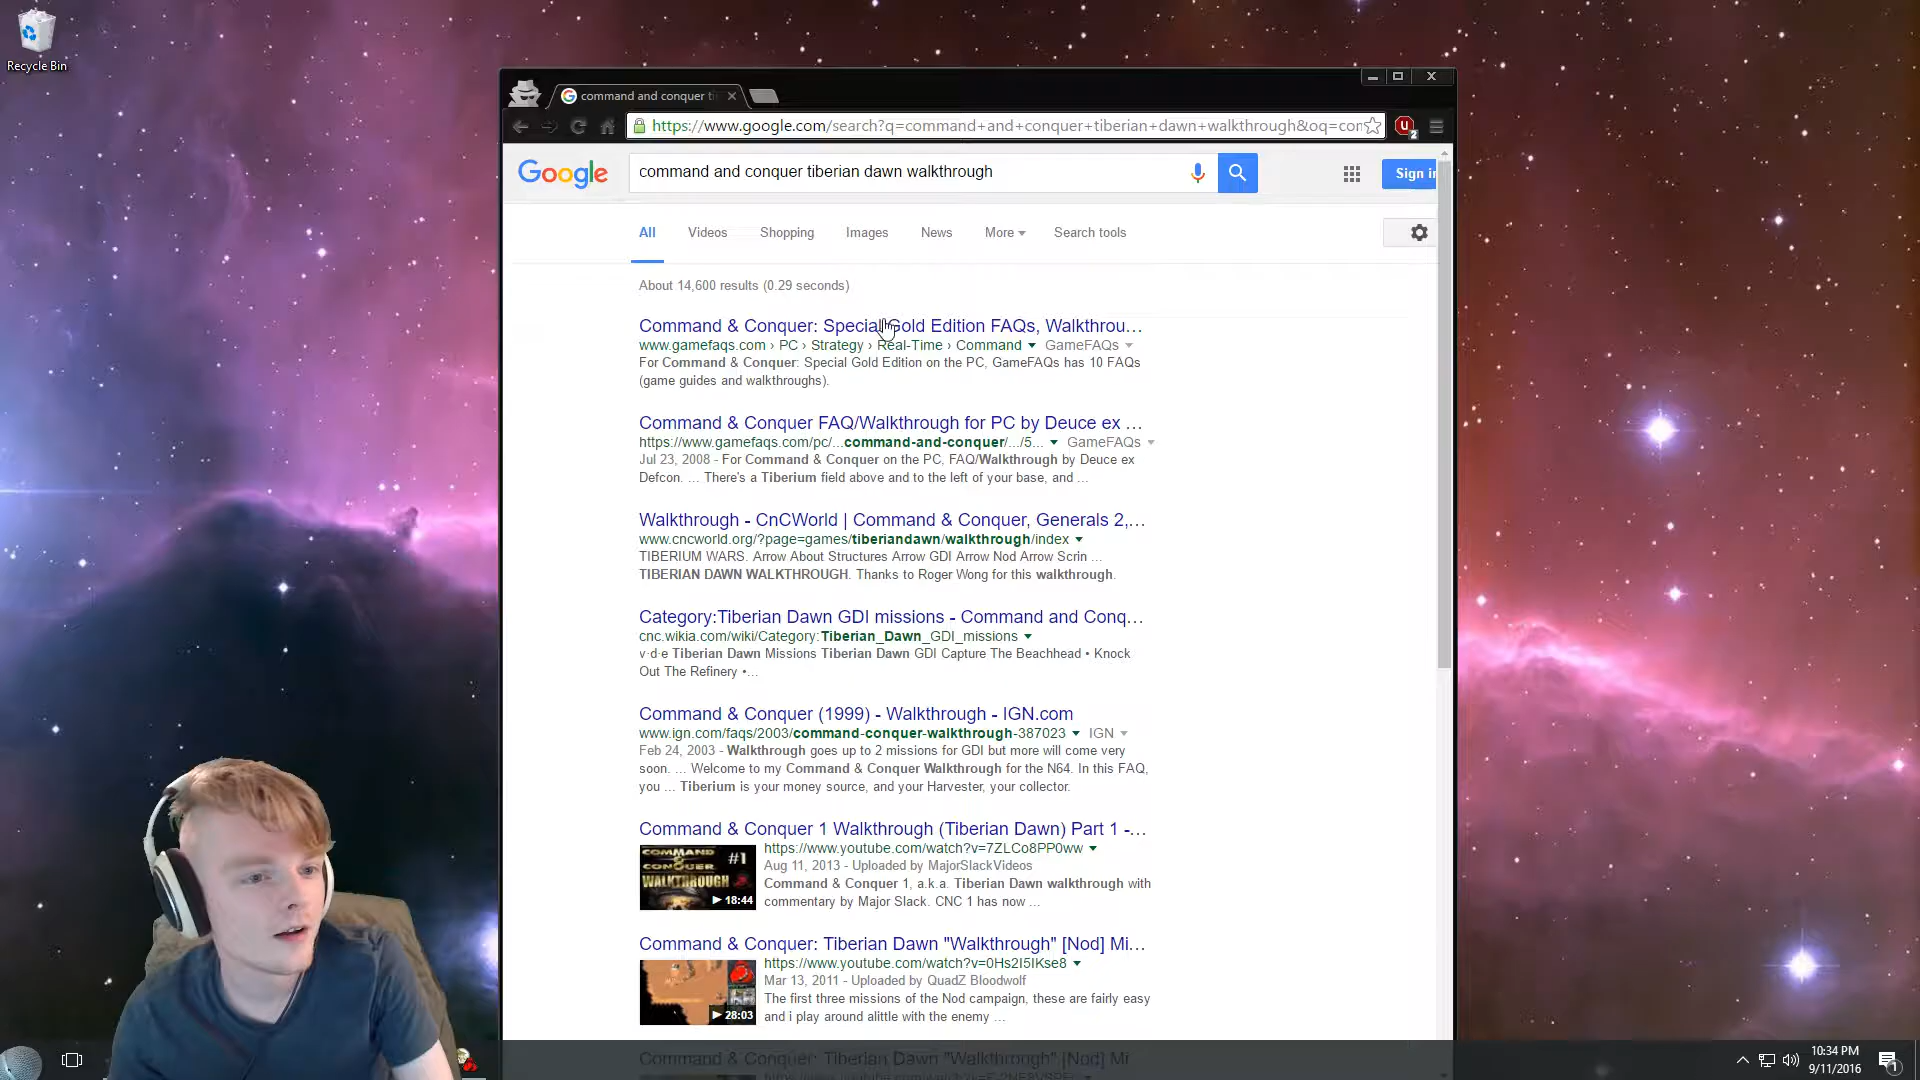 Recycle Bin
command and conquer ti
https://www.google.com/search?q=command+and+conquer+tiberian+dawn+walkthrough&oq=con
2
Google
command and conquer tiberian dawn walkthrough
Sign in
All Videos Shopping Images News More Search tools
About 14,600 results (0.29 seconds)
Command & Conquer: Special Gold Edition FAQs, Walkthrou...
www.gamefaqs.com › PC › Strategy › Real-Time › Command GameFAQs
For Command & Conquer: Special Gold Edition on the PC, GameFAQs has 10 FAQs
(game guides and walkthroughs).
Command & Conquer FAQ/Walkthrough for PC by Deuce ex ...
https://www.gamefaqs.com/pc/...command-and-conquer/.../5... GameFAQs
Jul 23, 2008 - For Command & Conquer on the PC, FAQ/Walkthrough by Deuce ex
Defcon. ... There's a Tiberium field above and to the left of your base, and ...
Walkthrough - CnCWorld | Command & Conquer, Generals 2,...
www.cncworld.org/?page=games/tiberiandawn/walkthrough/index
TIBERIUM WARS. Arrow About Structures Arrow GDI Arrow Nod Arrow Scrin ...
TIBERIAN DAWN WALKTHROUGH. Thanks to Roger Wong for this walkthrough.
Category:Tiberian Dawn GDI missions - Command and Conq...
cnc.wikia.com/wiki/Category:Tiberian_Dawn_GDI_missions
v·d·e Tiberian Dawn Missions Tiberian Dawn GDI Capture The Beachhead • Knock
Out The Refinery •...
Command & Conquer (1999) - Walkthrough - IGN.com
www.ign.com/faqs/2003/command-conquer-walkthrough-387023 IGN
Feb 24, 2003 - Walkthrough goes up to 2 missions for GDI but more will come very
soon. ... Welcome to my Command & Conquer Walkthrough for the N64. In this FAQ,
you ... Tiberium is your money source, and your Harvester, your collector.
Command & Conquer 1 Walkthrough (Tiberian Dawn) Part 1 -...
COMMAND #1
CONQUER
WALKTHROUGH
18:44
https://www.youtube.com/watch?v=7ZLCo8PP0ww
Aug 11, 2013 - Uploaded by MajorSlackVideos
Command & Conquer 1, a.k.a. Tiberian Dawn walkthrough with
commentary by Major Slack. CNC 1 has now ...
Command & Conquer: Tiberian Dawn "Walkthrough" [Nod] Mi...
28:03
https://www.youtube.com/watch?v=0Hs2I5IKse8
Mar 13, 2011 - Uploaded by QuadZ Bloodwolf
The first three missions of the Nod campaign, these are fairly easy
and i play around alittle with the enemy ...
Command & Conquer: Tiberian Dawn "Walkthrough" [Nod] Mi
10:34 PM
9/11/2016
1